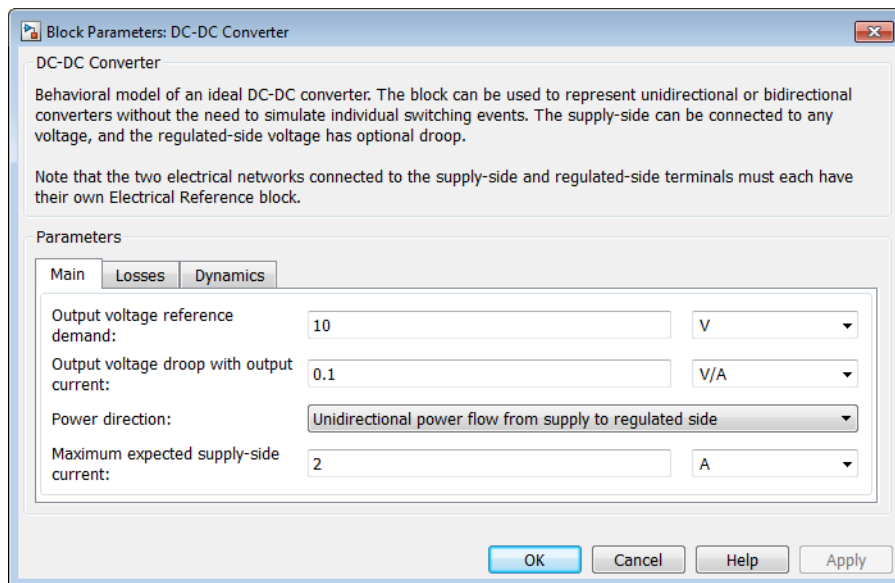 Block Parameters: DC-DC Converter
DC-DC Converter
Behavioral model of an ideal DC-DC converter. The block can be used to represent unidirectional or bidirectional
converters without the need to simulate individual switching events. The supply-side can be connected to any
voltage, and the regulated-side voltage has optional droop.
Note that the two electrical networks connected to the supply-side and regulated-side terminals must each have
their own Electrical Reference block.
Parameters
Main Losses Dynamics
Output voltage reference
demand:
10 V
Output voltage droop with output
current:
0.1 V/A
Power direction: Unidirectional power flow from supply to regulated side
Maximum expected supply-side
current:
2 A
OK Cancel Help Apply